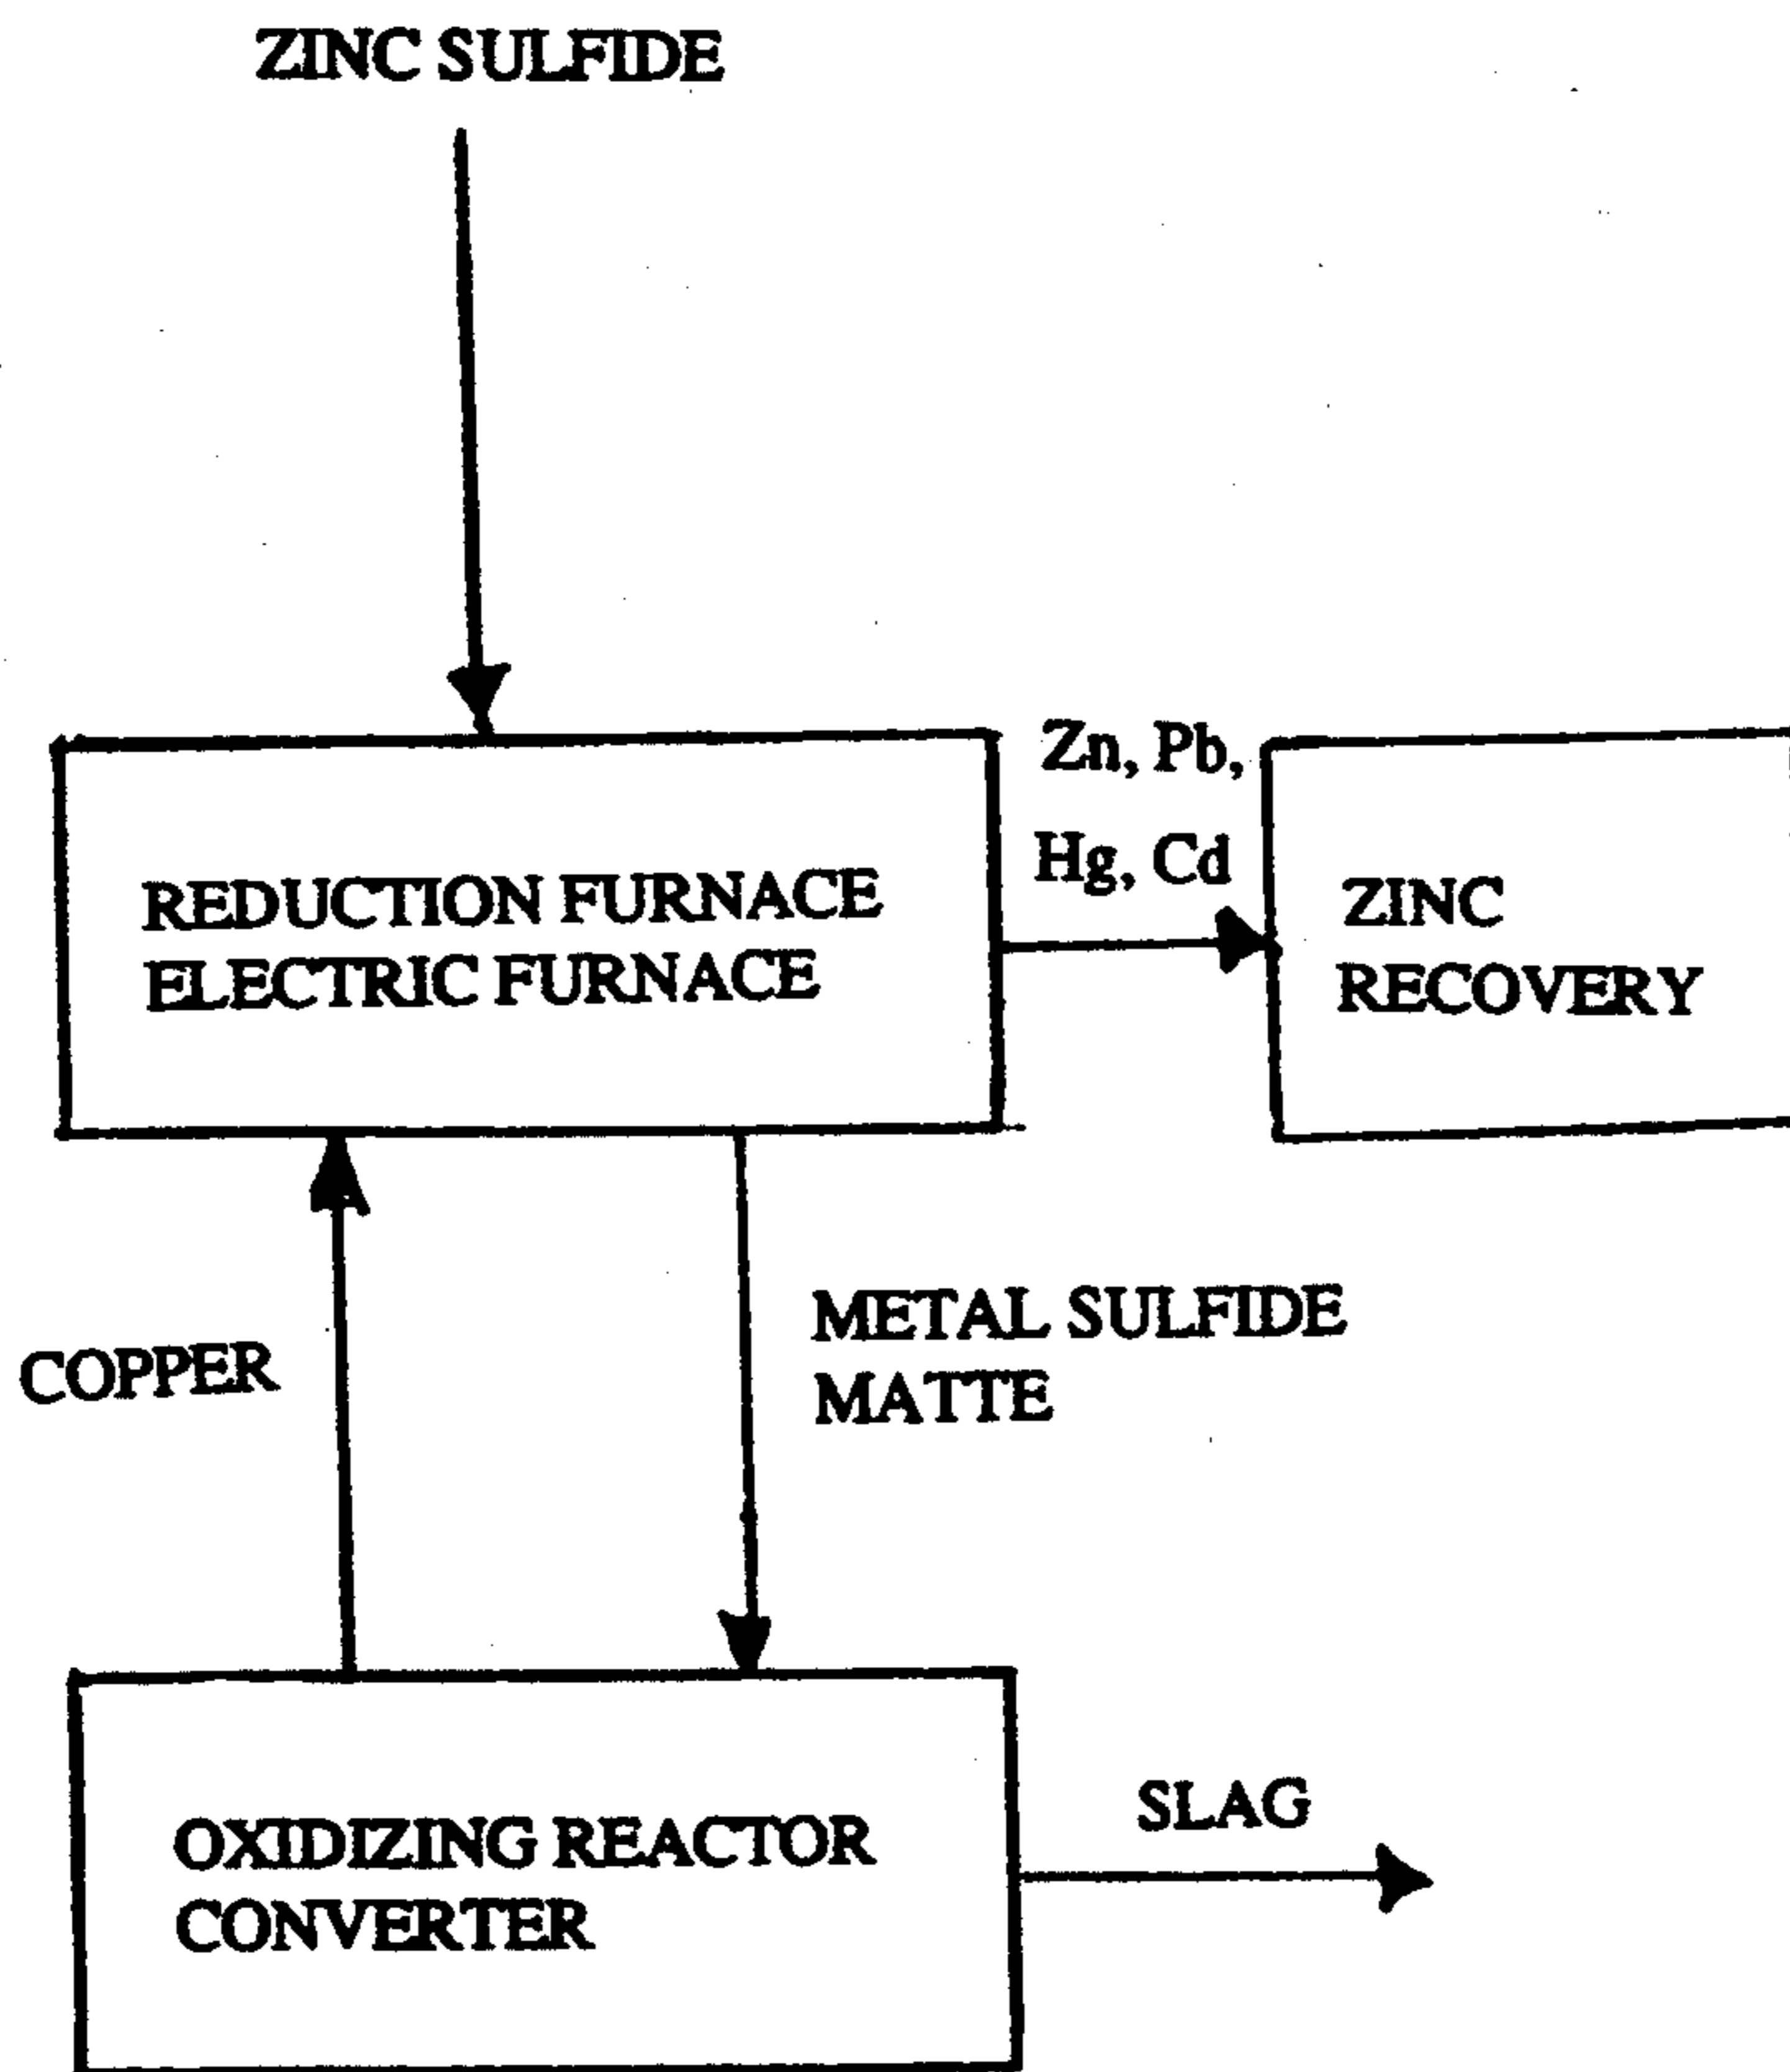 ZINC SULFIDE
Zn, Pb,
Hg, Cd
REDUCTION FURNACE
ELECTRIC FURNACE
ZINC
RECOVERY
COPPER
METAL SULFIDE
MATTE
SLAG
OXIDIZING REACTOR
CONVERTER